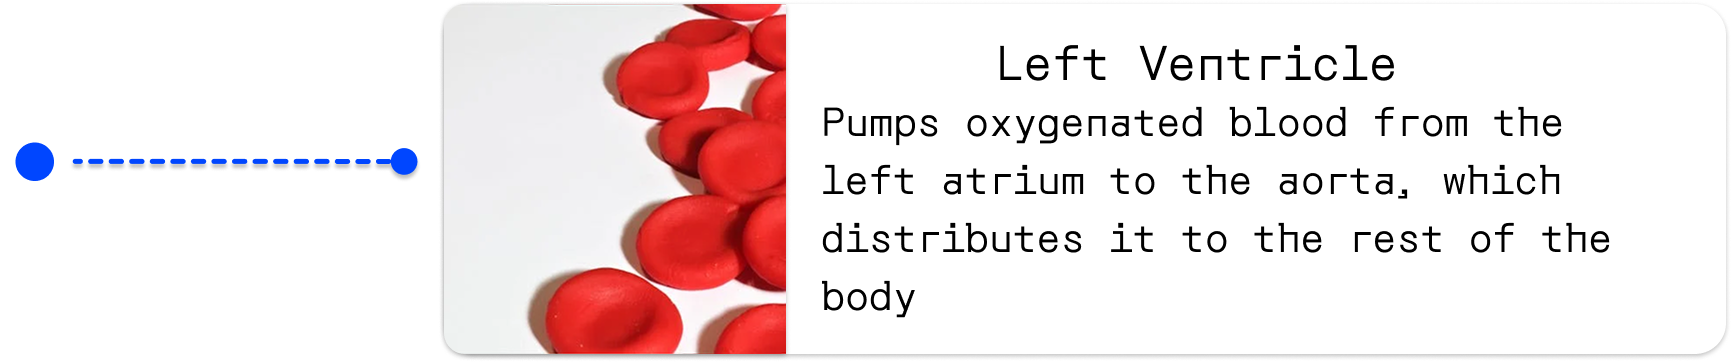 Left Ventricle
Pumps oxygenated blood from the
left atrium to the aorta, which
distributes it to the rest of the
body